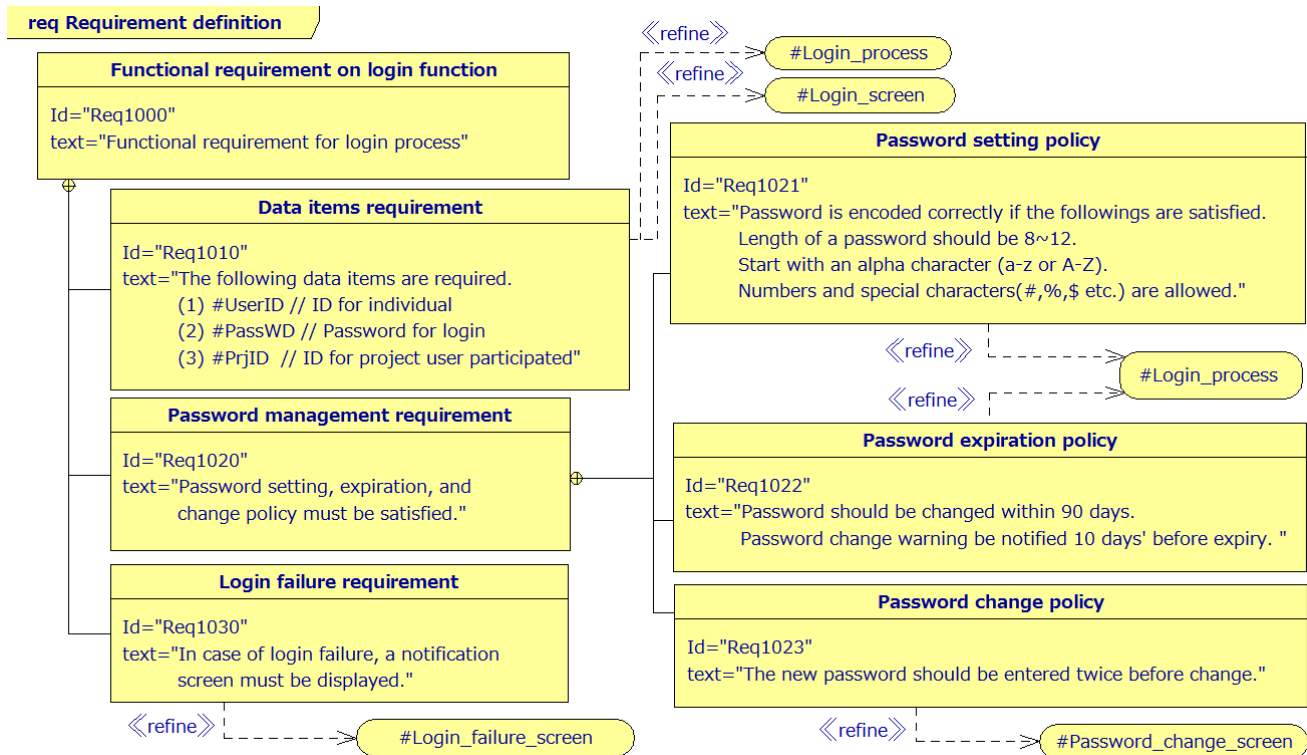 req Requirement definition
Functional requirement on login function
Id="Req1000"
text="Functional requirement for login process"
≪refine≫
#Login_process
≪refine≫
#Login_screen
Data items requirement
Id="Req1010"
text="The following data items are required.
(1) #UserID // ID for individual
(2) #PassWD // Password for login
(3) #PrjID // ID for project user participated"
Password setting policy
Id="Req1021"
text="Password is encoded correctly if the followings are satisfied.
Length of a password should be 8~12.
Start with an alpha character (a-z or A-Z).
Numbers and special characters(#,%,$ etc.) are allowed."
≪refine≫
#Login_process
≪refine≫
Password management requirement
Id="Req1020"
text="Password setting, expiration, and
change policy must be satisfied."
Password expiration policy
Id="Req1022"
text="Password should be changed within 90 days.
Password change warning be notified 10 days' before expiry. "
Login failure requirement
Id="Req1030"
text="In case of login failure, a notification
screen must be displayed."
≪refine≫
#Login_failure_screen
Password change policy
Id="Req1023"
text="The new password should be entered twice before change."
≪refine≫
#Password_change_screen